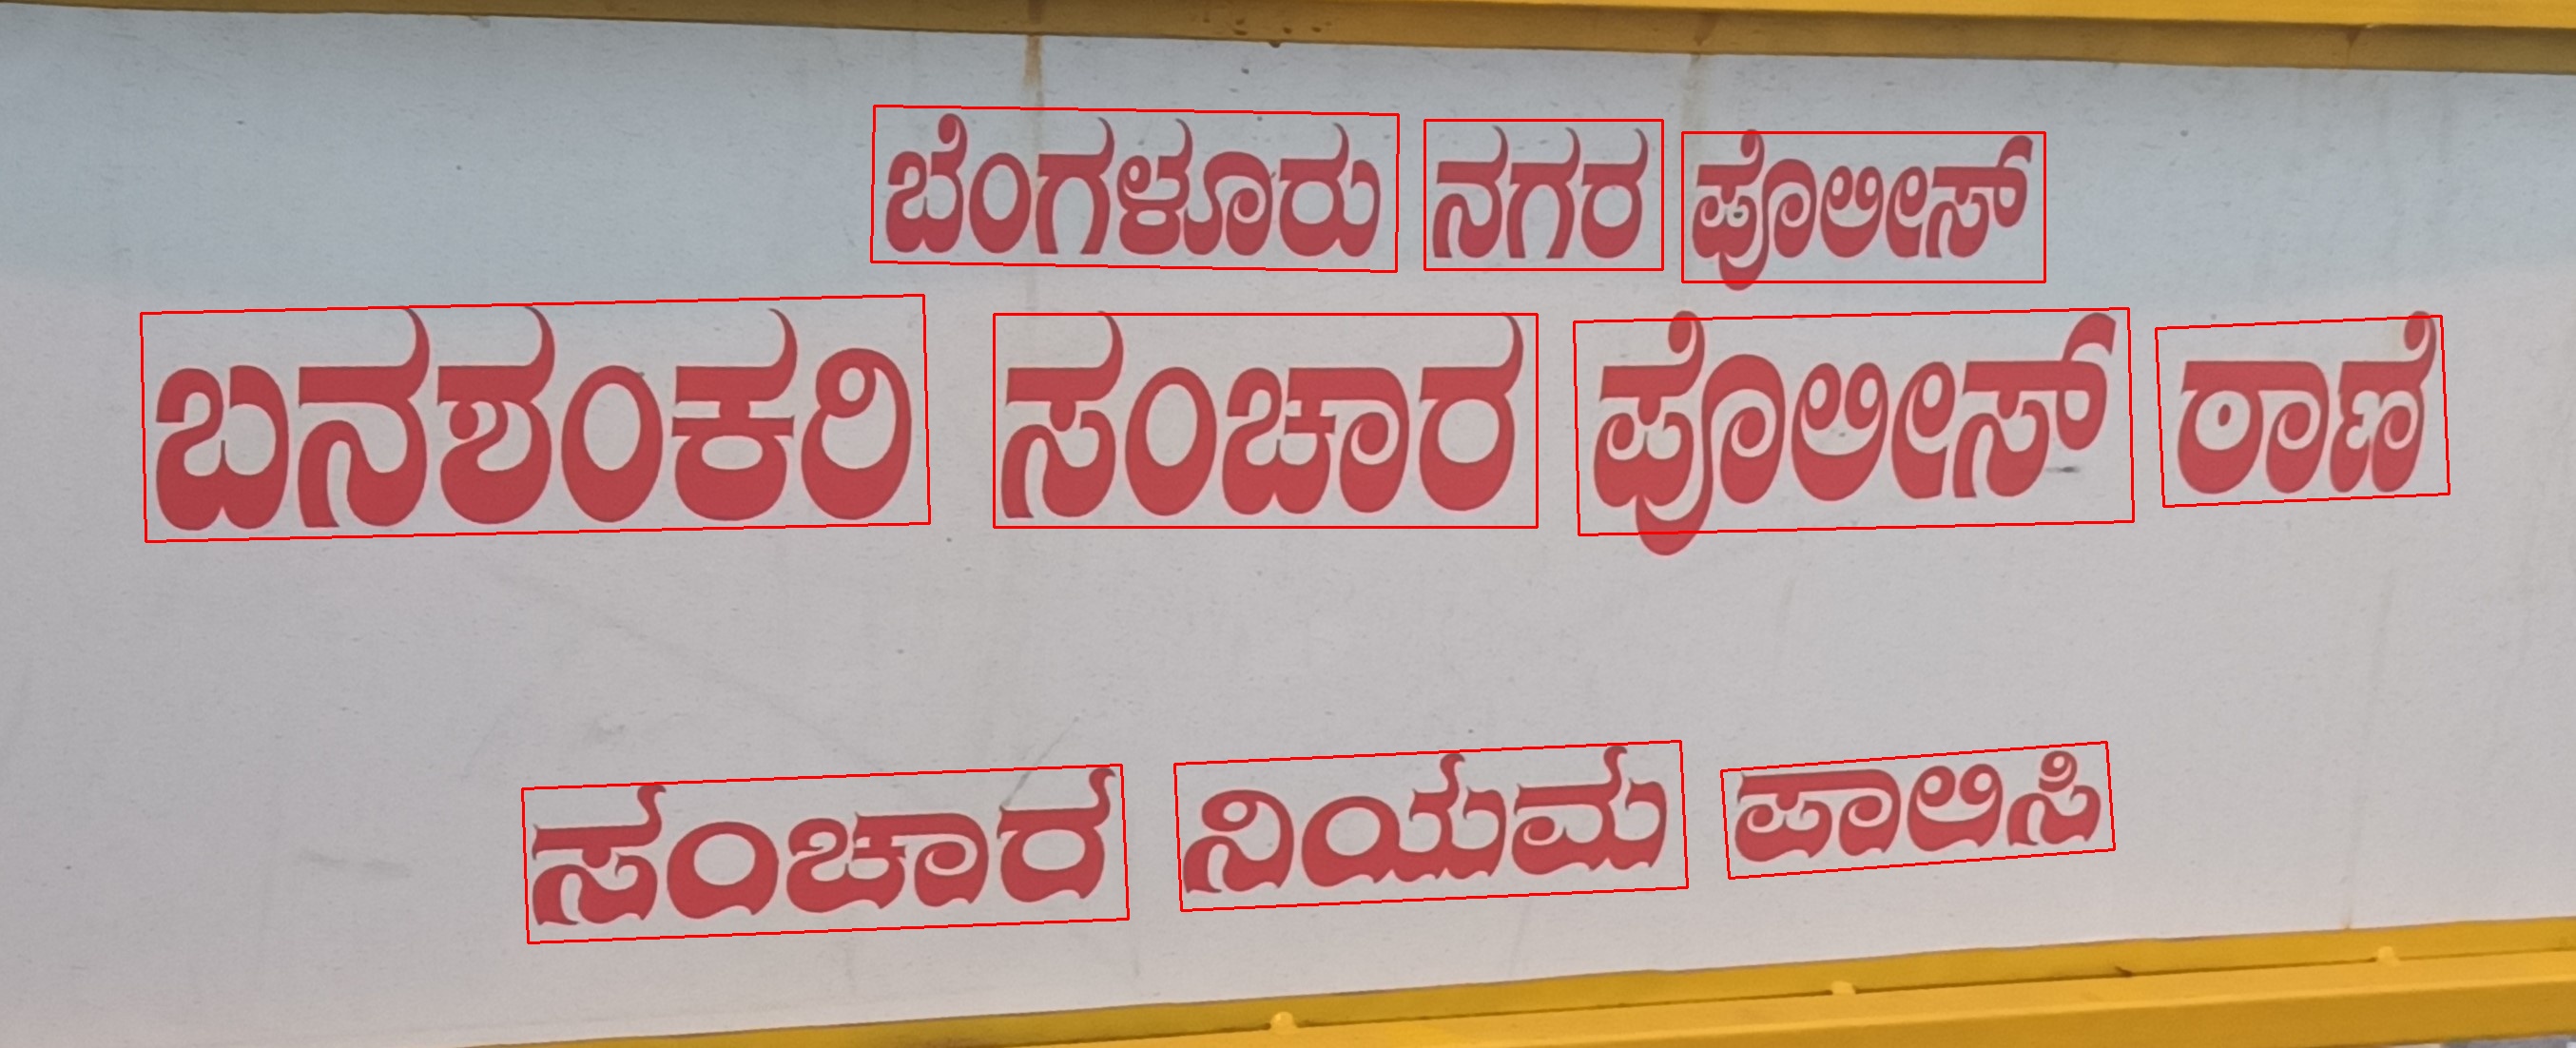 ಬೆಂಗಳೂರು ನಗರ ಪೊಲೀಸ್
ಬನಶಂಕರಿ ಸಂಚಾರ ಪೊಲೀಸ್ ಠಾಣೆ
ಸಂಚಾರ ನಿಯಮ ಪಾಲಿಸಿ